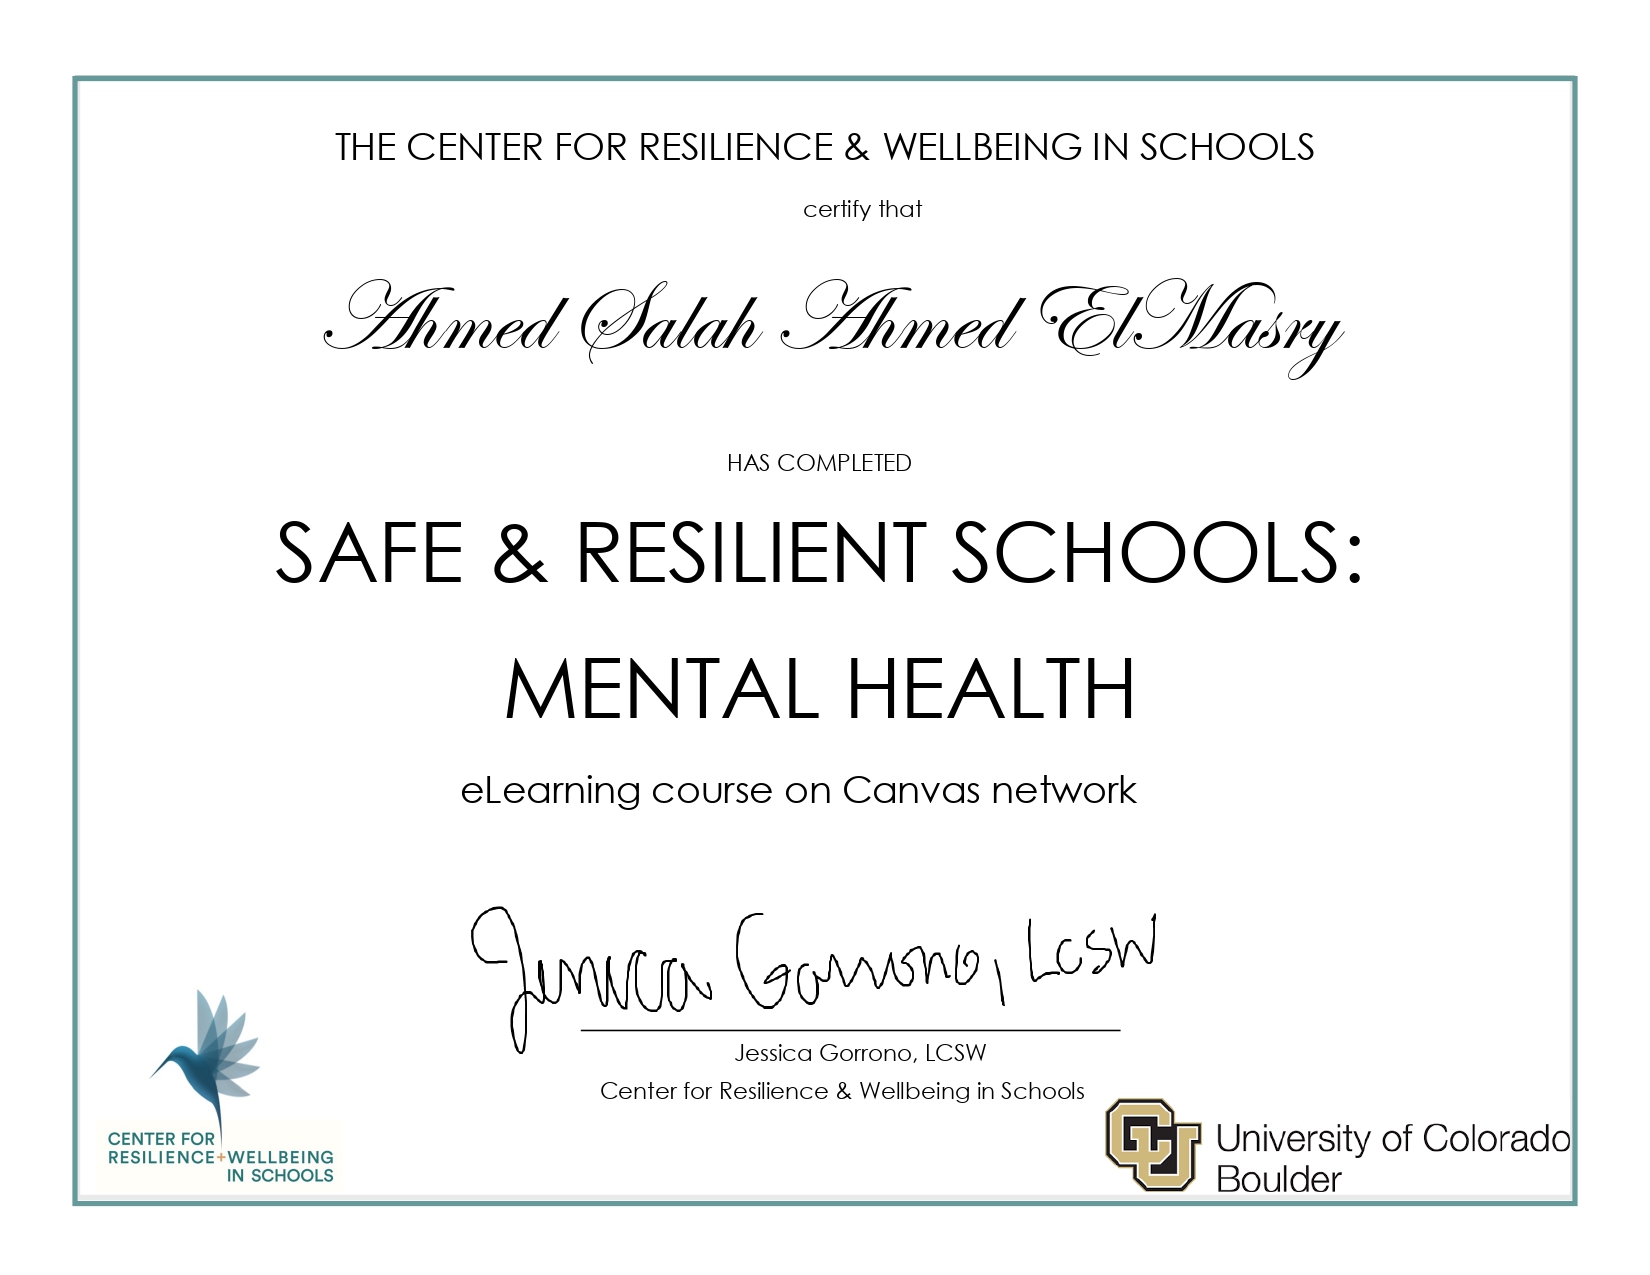 THE CENTER FOR RESILIENCE & WELLBEING IN SCHOOLS
certify that
Ahmed Salah Ahmed ElMasry
HAS COMPLETED
SAFE & RESILIENT SCHOOLS:
MENTAL HEALTH
eLearning course on Canvas network
Jessica Gorrono, LCSW
Jessica Gorrono, LCSW
Center for Resilience & Wellbeing in Schools
CENTER FOR
RESILIENCE+WELLBEING
IN SCHOOLS
CU
University of Colorado
Boulder